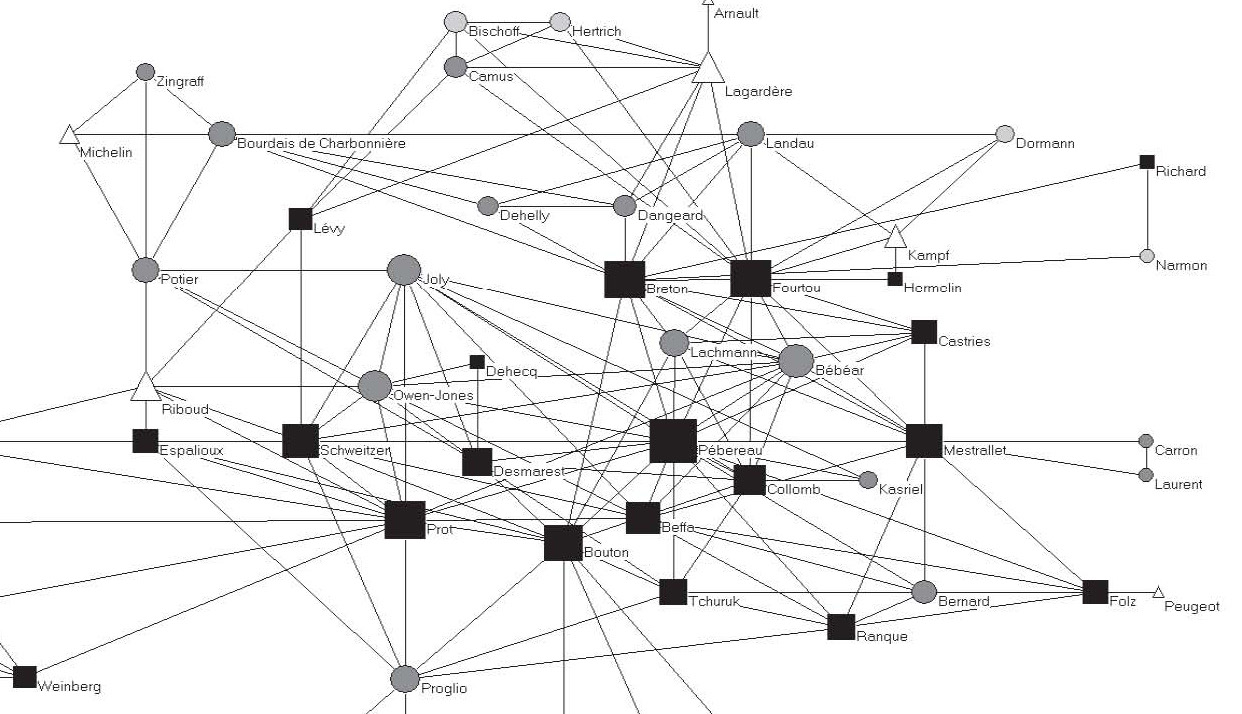 Arnault
Bischoff
Hertrich
Camus
Zingraff
Lagardère
Michelin
Bourdais de Charbonnière
Landau
Dormann
Richard
Dehelly
Dangeard
Lévy
Kampf
Narmon
Potier
Joly
Breton
Fourtou
Hermelin
Castries
Lachmann
Dehecq
Bébéar
Owen-Jones
Riboud
Espalioux
Schweitzer
Pébereau
Mestrallet
Carron
Desmarest
Collomb
Kasriel
Laurent
Prot
Beffa
Bouton
Tchuruk
Bernard
Folz
Peugeot
Ranque
Weinberg
Proglio